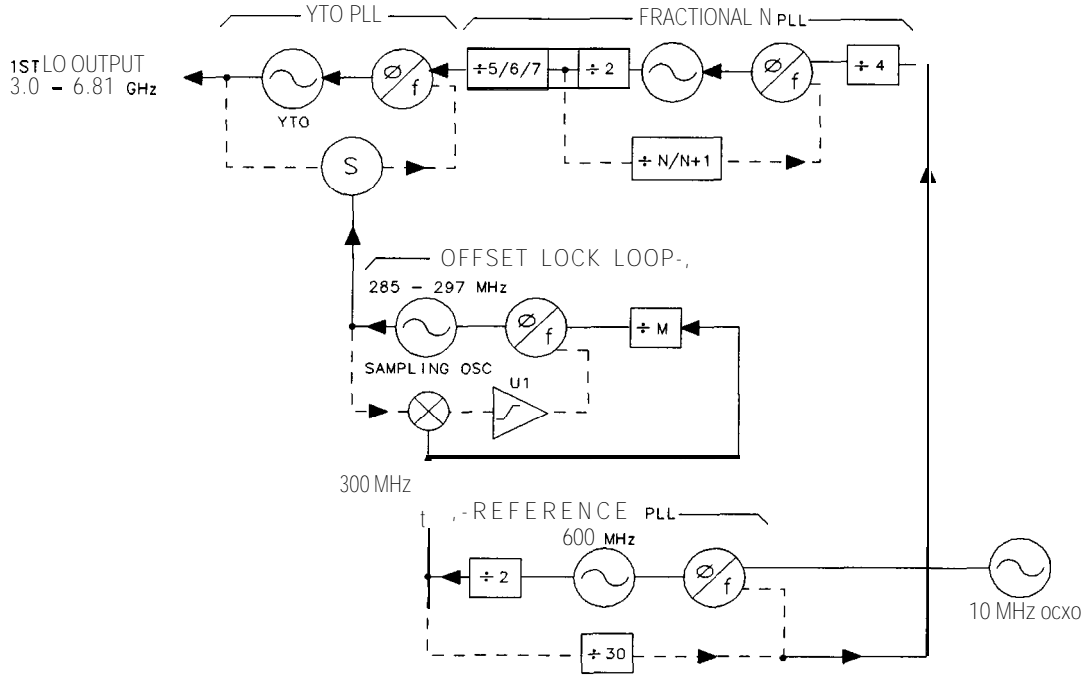 YTO PLL
FRACTIONAL N PLL
1ST LO OUTPUT
3.0 – 6.81 GHz
YTO
Ø
f
÷5/6/7
÷ 2
Ø
f
÷ 4
÷ N/N+1
S
OFFSET LOCK LOOP-,
285 – 297 MHz
SAMPLING OSC
Ø
f
÷ M
U1
300 MHz
t ,-REFERENCE PLL
600 MHz
÷ 2
Ø
f
÷30
10 MHz OCXO